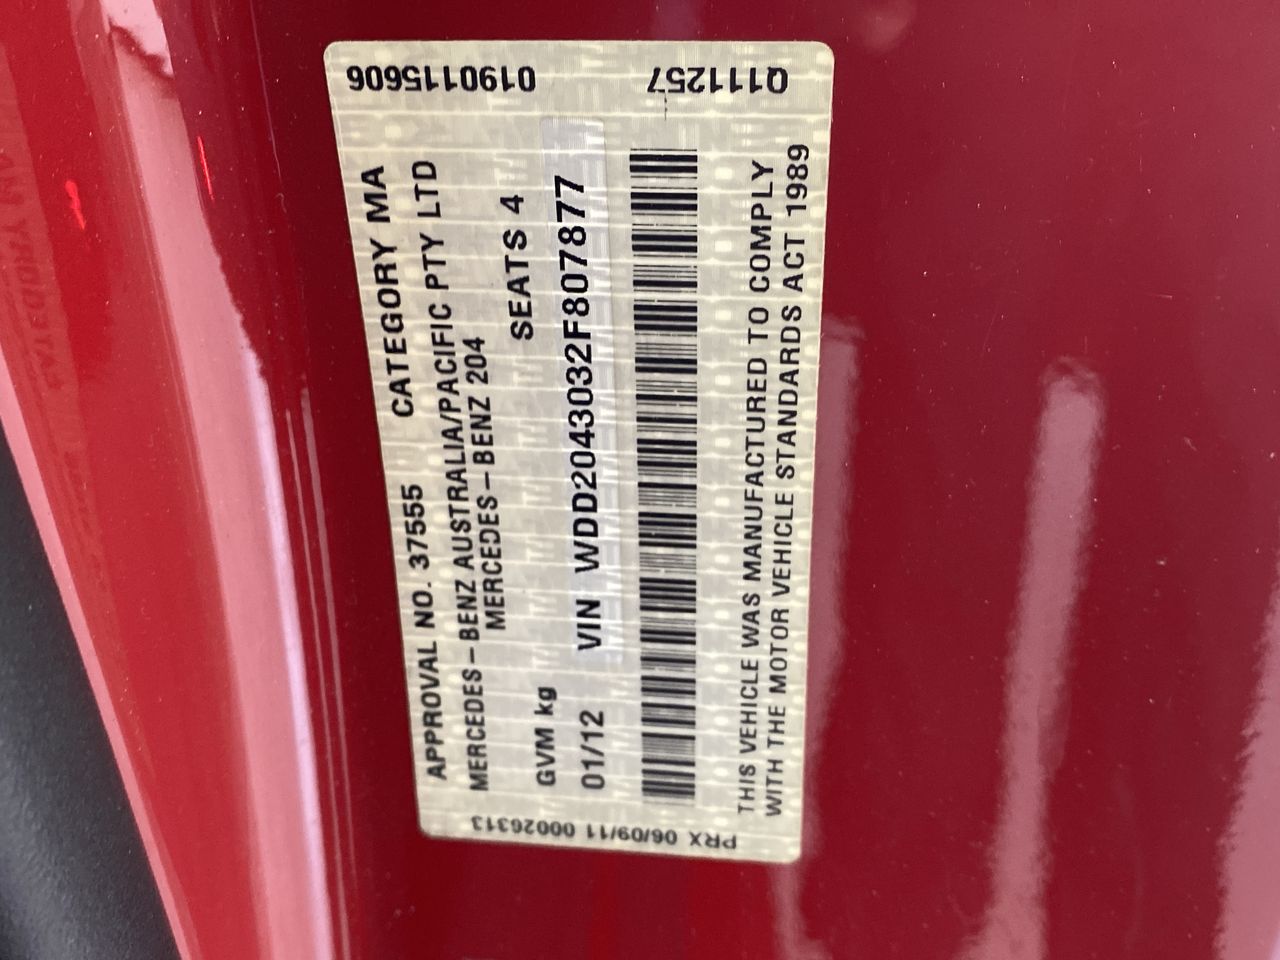 APPROVAL NO. 37555 CATEGORY MA
MERCEDES-BENZ AUSTRALIA/PACIFIC PTY LTD
MERCEDES-BENZ 204
GVM kg SEATS 4
01/12 VIN WDD2043032F807877
THIS VEHICLE WAS MANUFACTURED TO COMPLY
WITH THE MOTOR VEHICLE STANDARDS ACT 1989
0190115606
Q111257
PRX 06/09/11 00026313